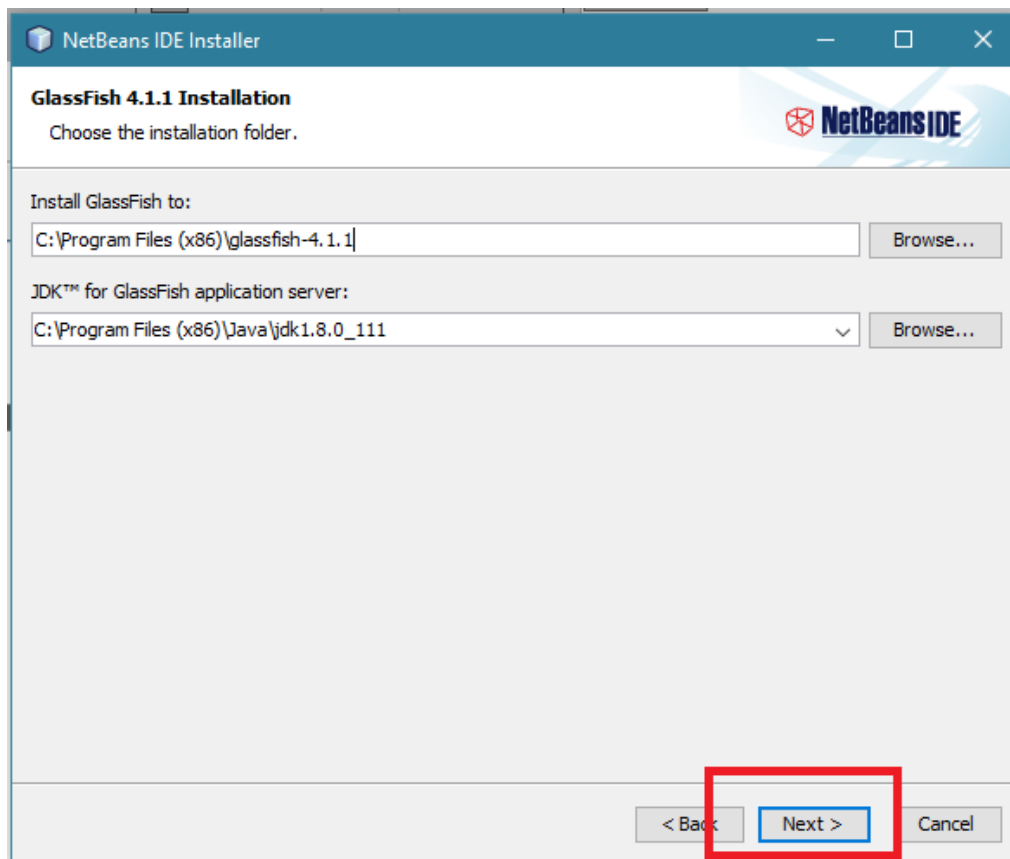 NetBeans IDE Installer
GlassFish 4.1.1 Installation
Choose the installation folder.
NetBeans IDE
Install GlassFish to:
C:\Program Files (x86)\glassfish-4.1.1
Browse...
JDK™ for GlassFish application server:
C:\Program Files (x86)\Java\jdk1.8.0_111
Browse...
< Back
Next >
Cancel